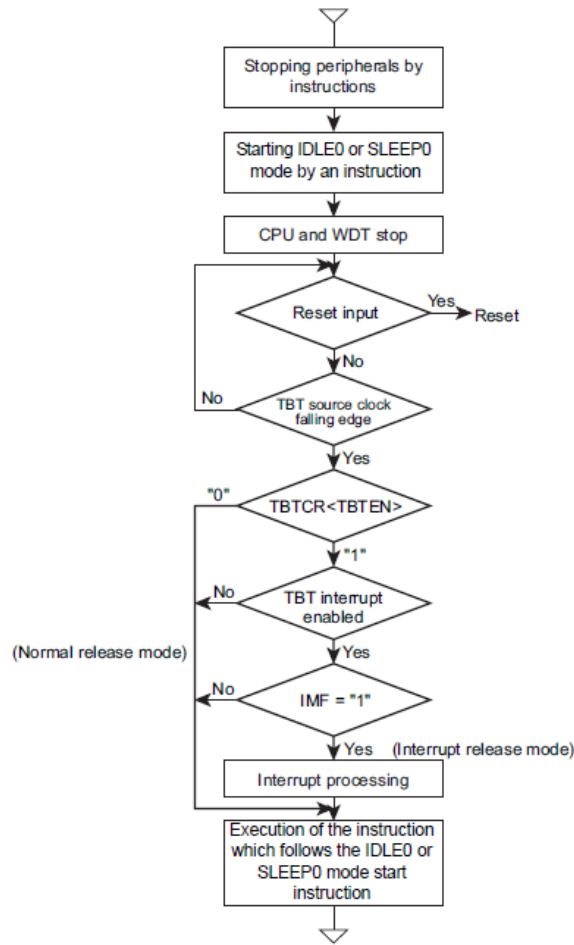 Stopping peripherals by
instructions
Starting IDLE0 or SLEEP0
mode by an instruction
CPU and WDT stop
Reset input
Yes
Reset
No
No
TBT source clock
falling edge
Yes
"0"
TBTCR<TBTEN>
"1"
No
TBT interrupt
enabled
(Normal release mode)
Yes
No
IMF = "1"
Yes (Interrupt release mode)
Interrupt processing
Execution of the instruction
which follows the IDLE0 or
SLEEP0 mode start
instruction